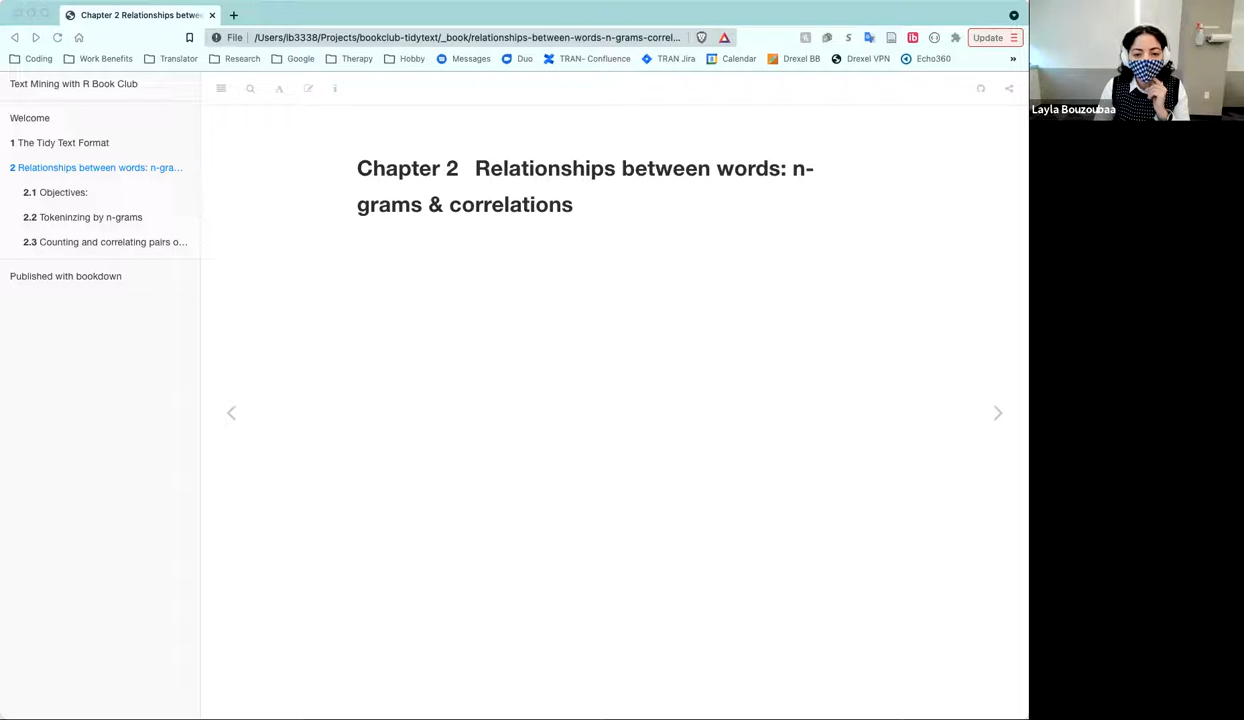 Chapter 2 Relationships betwee
File
/Users/lb3338/Projects/bookclub-tidytext/_book/relationships-between-words-n-grams-correl...
Update
Coding
Work Benefits
Translator
Research
Google
Therapy
Hobby
Messages
Duo
TRAN- Confluence
TRAN Jira
Calendar
Drexel BB
Drexel VPN
Echo360
»
Text Mining with R Book Club
Welcome
1 The Tidy Text Format
2 Relationships between words: n-gra...
2.1 Objectives:
2.2 Tokeninzing by n-grams
2.3 Counting and correlating pairs o...
Published with bookdown
Chapter 2 Relationships between words: n-
grams & correlations
Layla Bouzoubaa